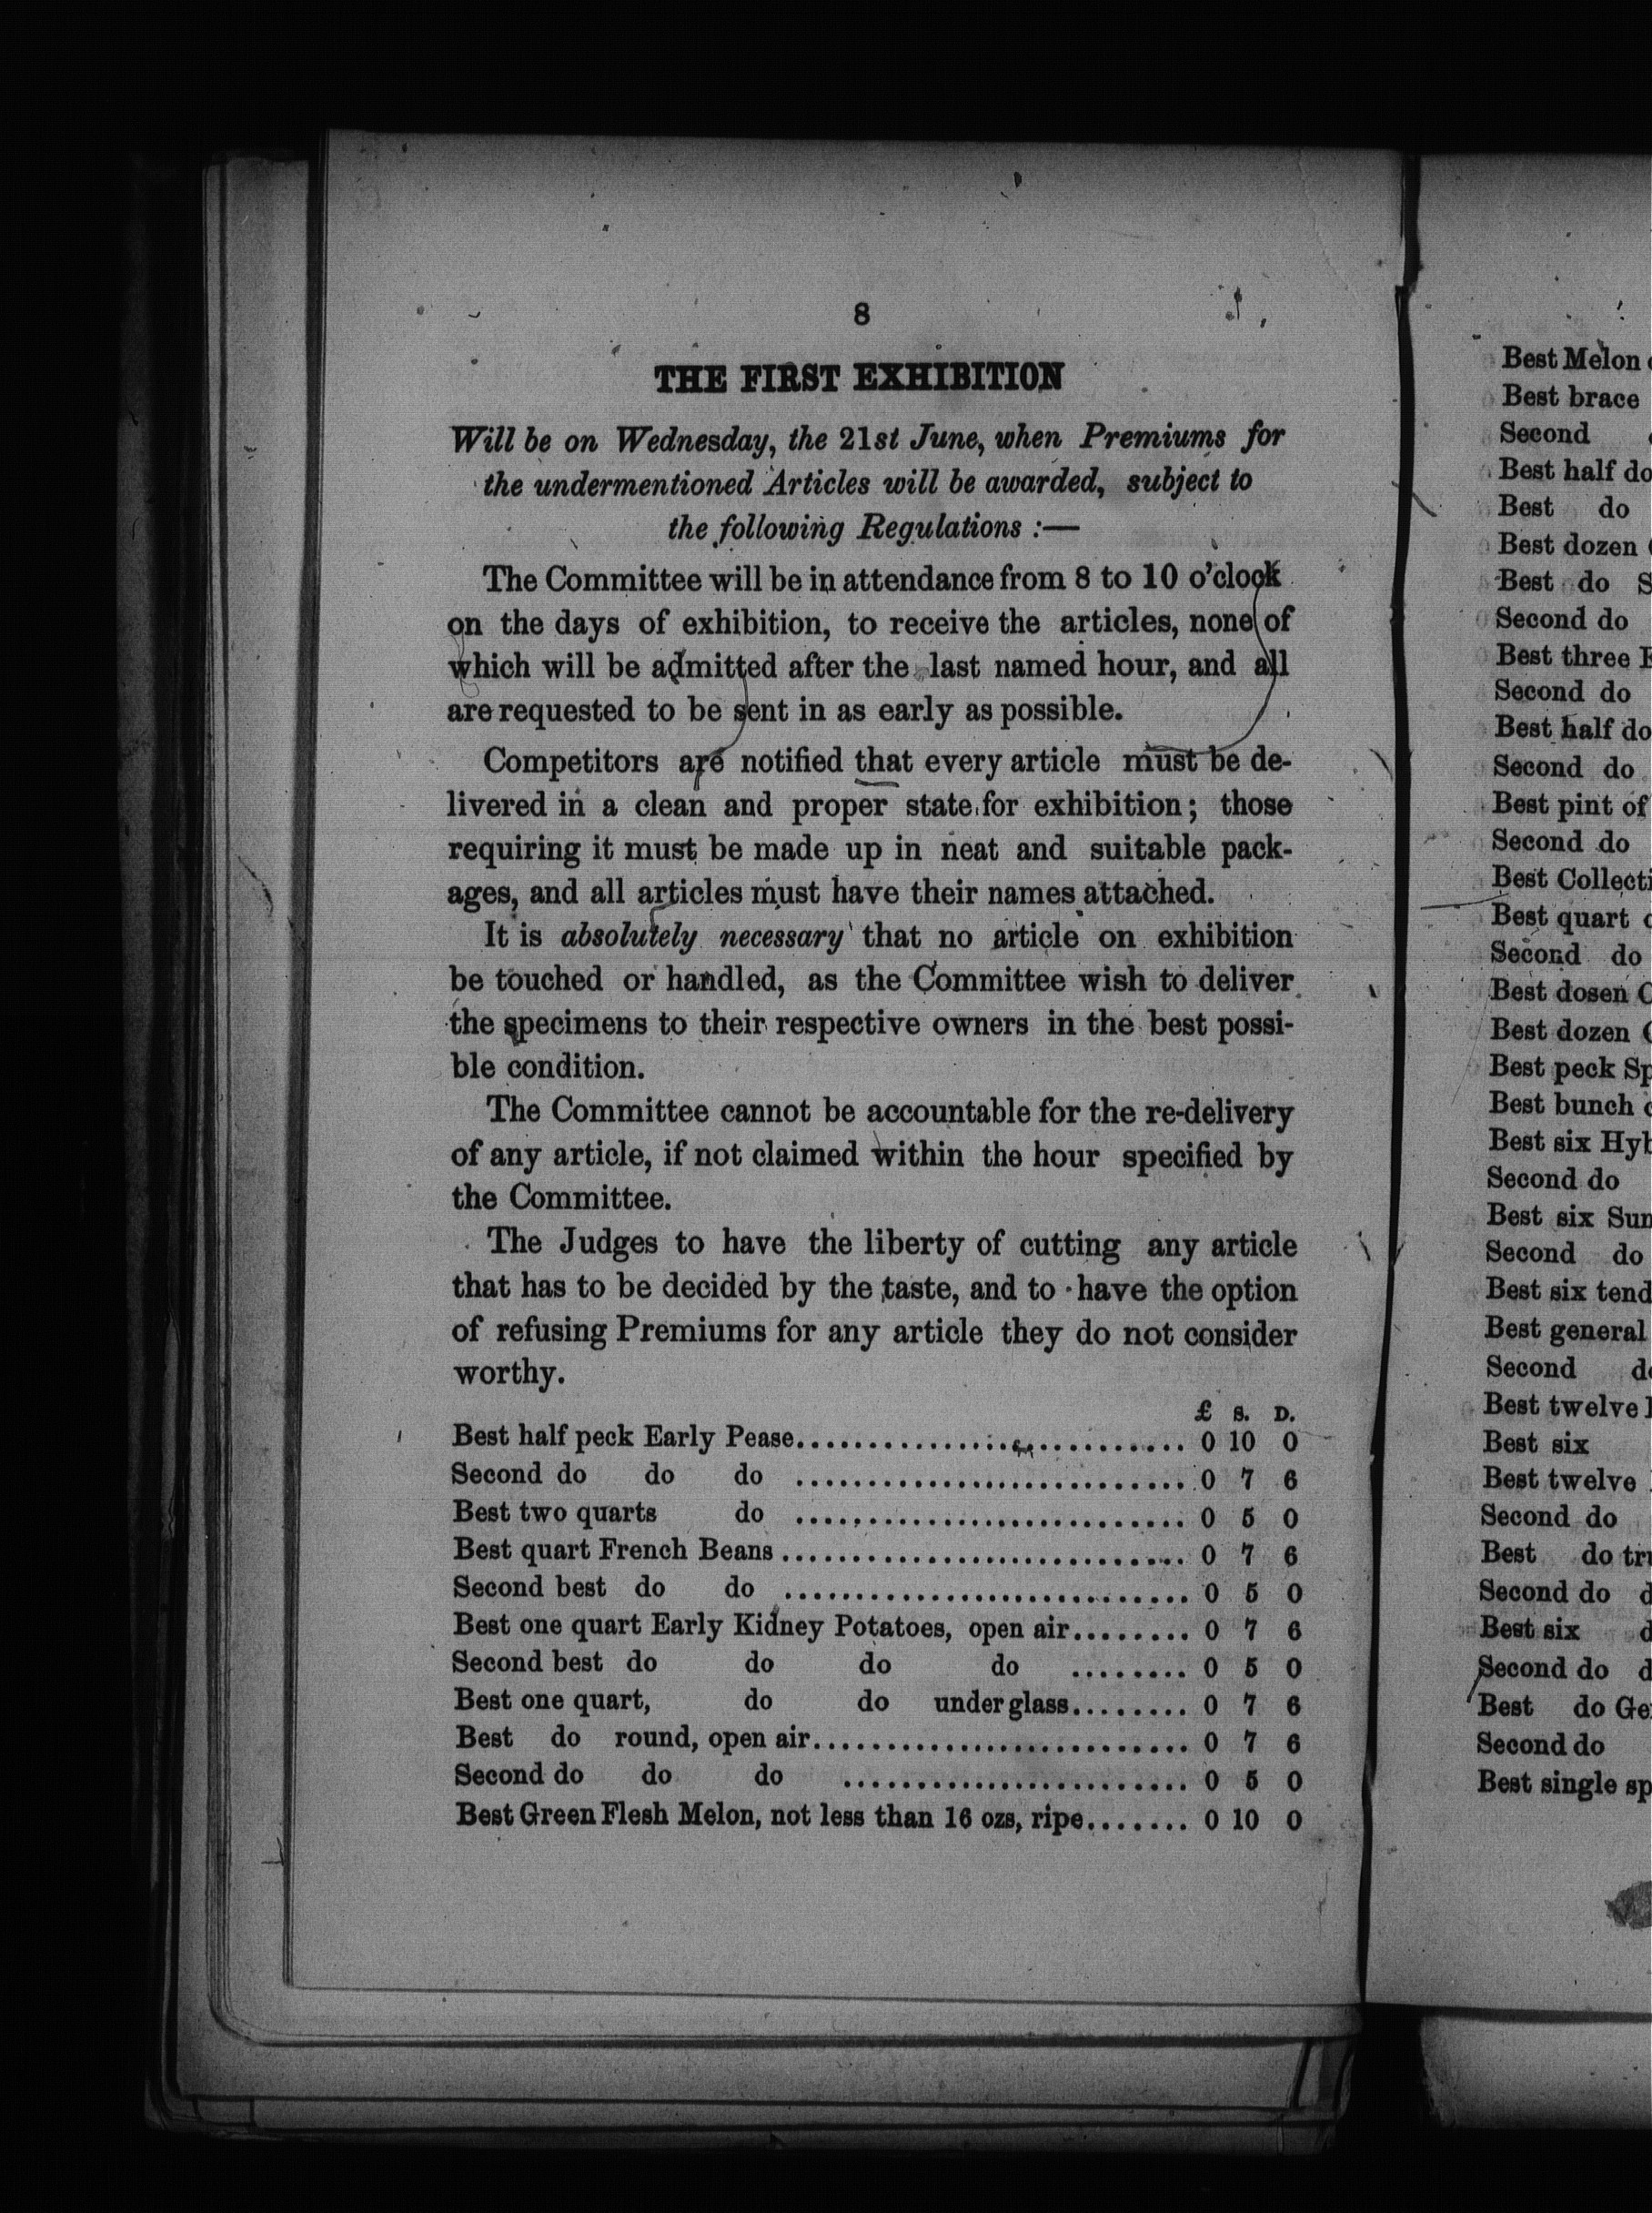 8
THE FIRST EXHIBITION
Will be on Wednesday, the 21st June, when Premiums for
the undermentioned Articles will be awarded, subject to
the following Regulations :—
The Committee will be in attendance from 8 to 10 o'clock
on the days of exhibition, to receive the articles, none of
which will be admitted after the last named hour, and all
are requested to be sent in as early as possible.
Competitors are notified that every article must be de-
livered in a clean and proper state for exhibition; those
requiring it must be made up in neat and suitable pack-
ages, and all articles must have their names attached.
It is absolutely necessary that no article on exhibition
be touched or handled, as the Committee wish to deliver
the specimens to their respective owners in the best possi-
ble condition.
The Committee cannot be accountable for the re-delivery
of any article, if not claimed within the hour specified by
the Committee.
The Judges to have the liberty of cutting any article
that has to be decided by the taste, and to have the option
of refusing Premiums for any article they do not consider
worthy.
£ S. D.
Best half peck Early Pease........................... 0 10 0
Second do do do ........................... 0 7 6
Best two quarts do ........................... 0 5 0
Best quart French Beans ............................ 0 7 6
Second best do do ............................ 0 5 0
Best one quart Early Kidney Potatoes, open air........ 0 7 6
Second best do do do do ........ 0 5 0
Best one quart, do do under glass........ 0 7 6
Best do round, open air.......................... 0 7 6
Second do do do ........................ 0 5 0
Best Green Flesh Melon, not less than 16 ozs, ripe....... 0 10 0
Best Melon
Best brace
Second
Best half do
Best do
Best dozen
Best do S
Second do
Best three
Second do
Best half do
Second do
Best pint of
Second do
Best Collecti
Best quart
Second do
Best dosen
Best dozen
Best peck Sp
Best bunch
Best six Hyb
Second do
Best six Sum
Second do
Best six tend
Best general
Second
Best twelve
Best six
Best twelve
Second do
Best do tr
Second do
Best six
Second do
Best do Ge
Second do
Best single sp